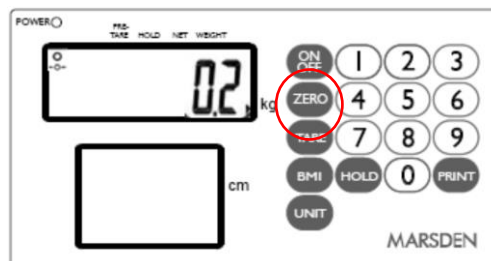 POWER
PRE-
TARE HOLD NET WEIGHT
0.2 kg
cm
ON
OFF 1 2 3
ZERO 4 5 6
TARE 7 8 9
BMI HOLD 0 PRINT
UNIT
MARSDEN